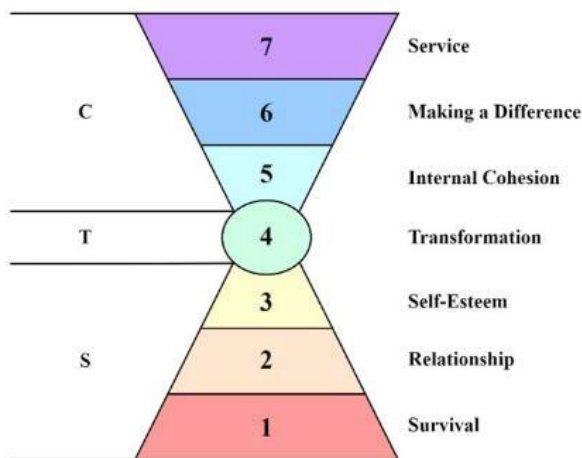 7 Service
C 6 Making a Difference
5 Internal Cohesion
T 4 Transformation
3 Self-Esteem
S 2 Relationship
1 Survival